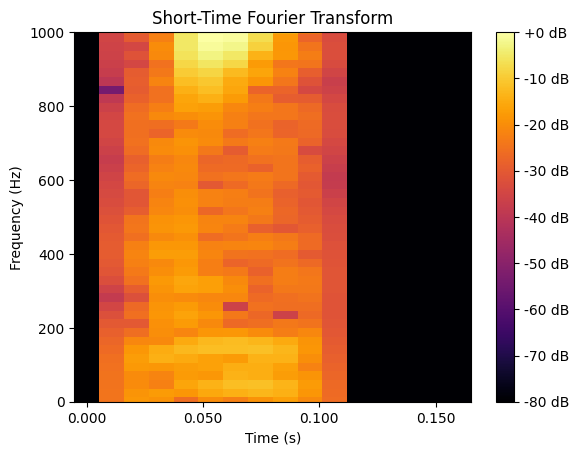 Short-Time Fourier Transform
1000
800
600
400
200
0
Frequency (Hz)
0.000
0.050
0.100
0.150
Time (s)
+0 dB
-10 dB
-20 dB
-30 dB
-40 dB
-50 dB
-60 dB
-70 dB
-80 dB